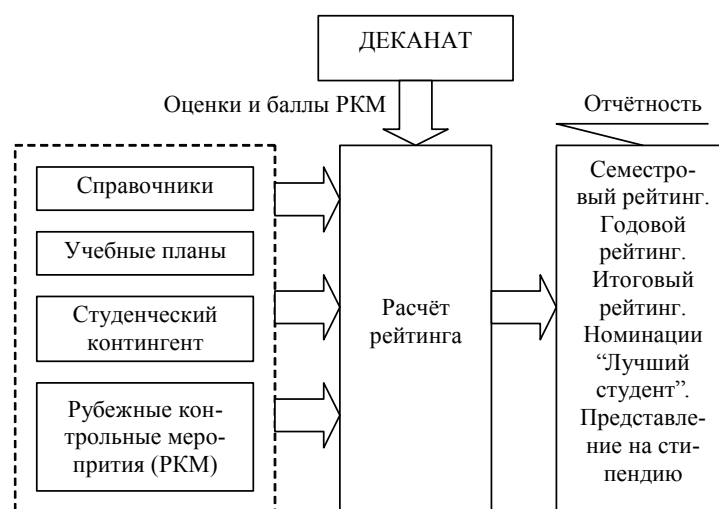 ДЕКАНАТ
Оценки и баллы РКМ
Отчётность
Справочники
Учебные планы
Студенческий
контингент
Рубежные кон-
трольные меро-
прития (РКМ)
Расчёт
рейтинга
Семестро-
вый рейтинг.
Годовой
рейтинг.
Итоговый
рейтинг.
Номинации
“Лучший
студент”.
Представле-
ние на сти-
пендию